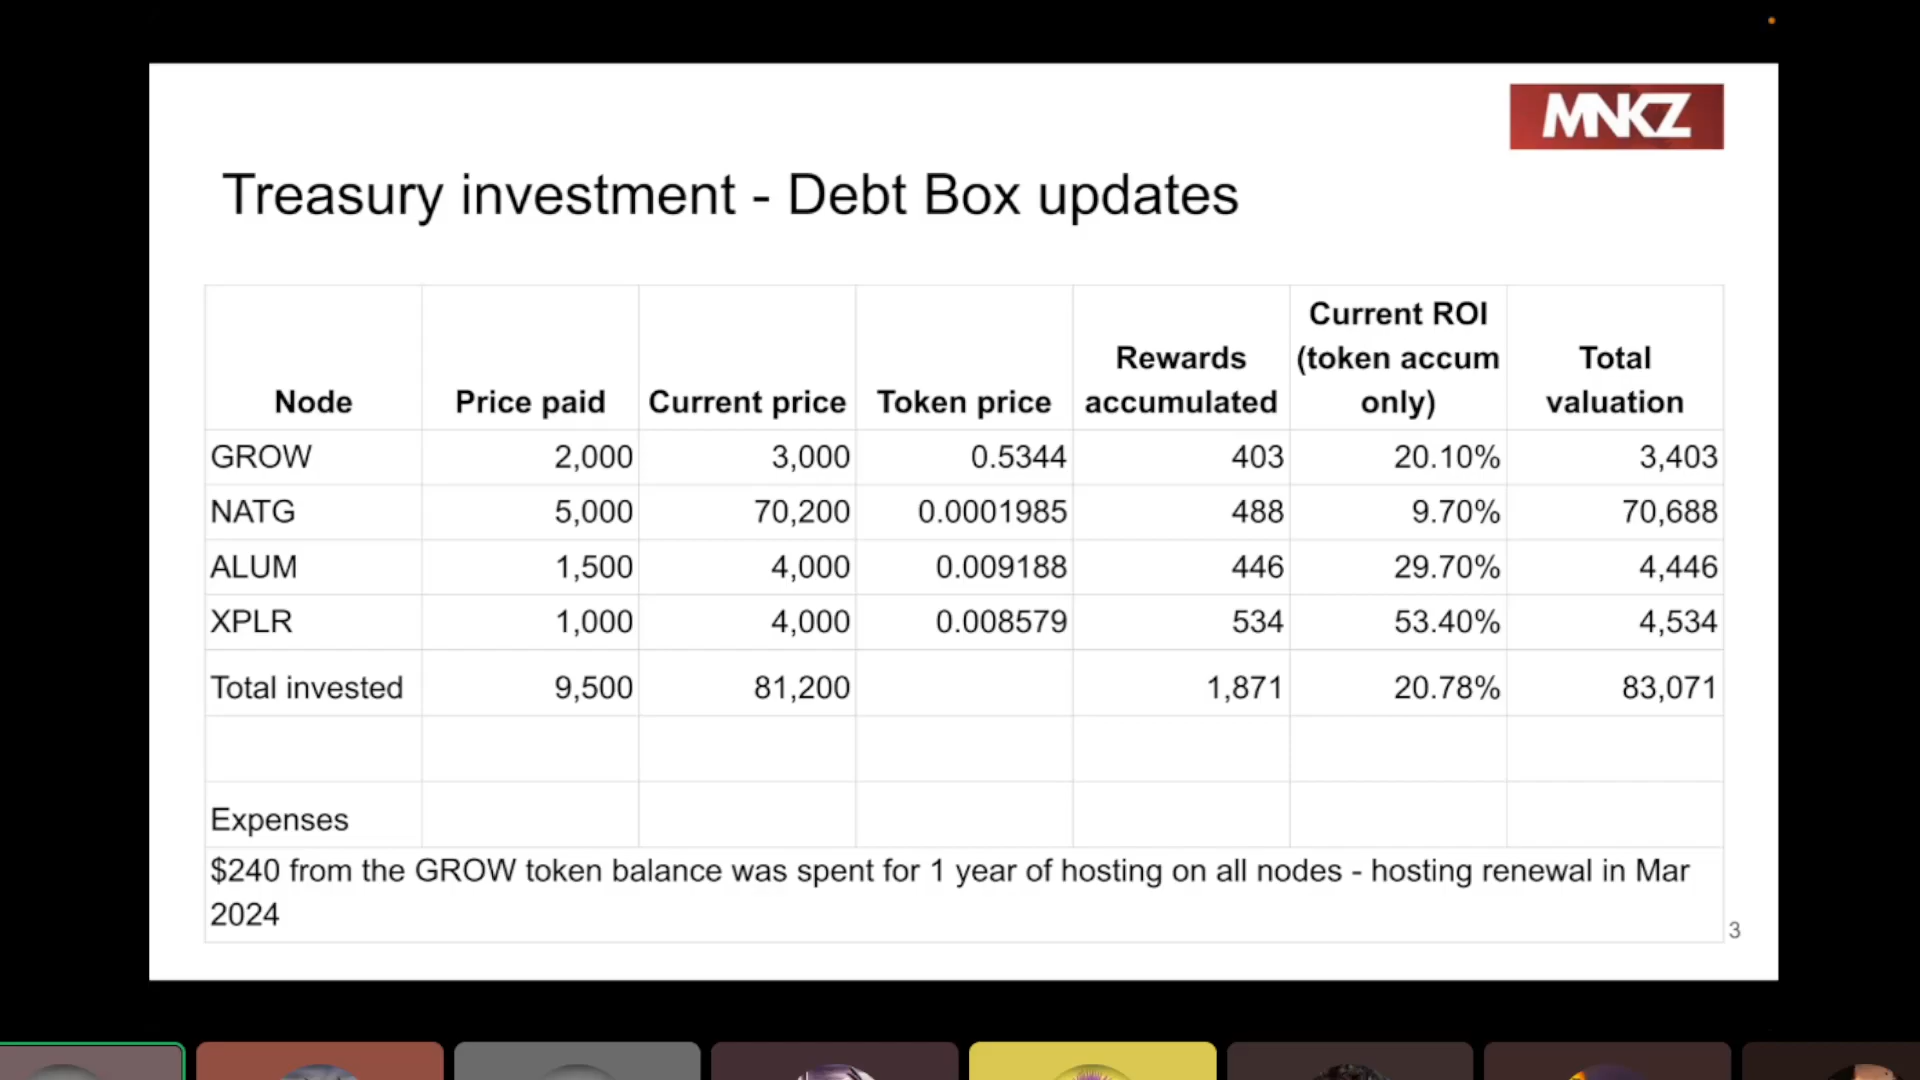 MNKZ
Treasury investment - Debt Box updates
Node Price paid Current price Token price Rewards accumulated Current ROI (token accum only) Total valuation
GROW 2,000 3,000 0.5344 403 20.10% 3,403
NATG 5,000 70,200 0.0001985 488 9.70% 70,688
ALUM 1,500 4,000 0.009188 446 29.70% 4,446
XPLR 1,000 4,000 0.008579 534 53.40% 4,534
Total invested 9,500 81,200 1,871 20.78% 83,071
Expenses
$240 from the GROW token balance was spent for 1 year of hosting on all nodes - hosting renewal in Mar
2024
3